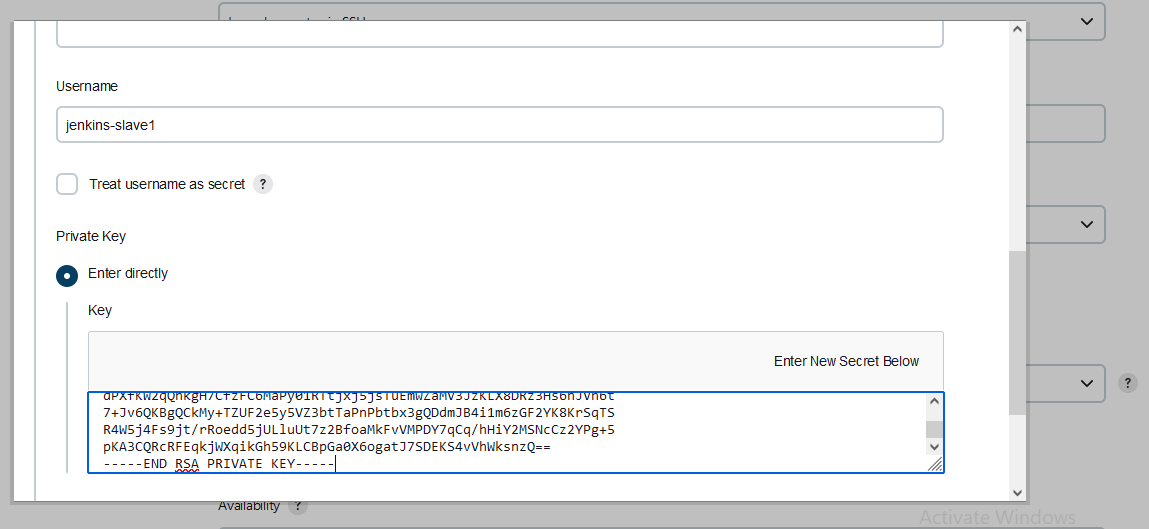 Username
jenkins-slave1
Treat username as secret ?
Private Key
Enter directly
Key
Enter New Secret Below
7+Jv6QKBgQCkMy+TZUF2e5y5VZ3btTaPnPbtbx3gQDdmJB4i1m6zGF2YK8KrSqTS
R4W5j4Fs9jt/rRoedd5jULluUt7z2BfoaMkFvVMPDY7qCq/hHiY2MSNcCz2YPg+5
pKA3CQRcRFEqkjWXqikGh59KLCBpGa0X6ogatJ7SDEKS4vVhWksnzQ==
-----END RSA PRIVATE KEY-----
?
Availability ?
Activate Windows